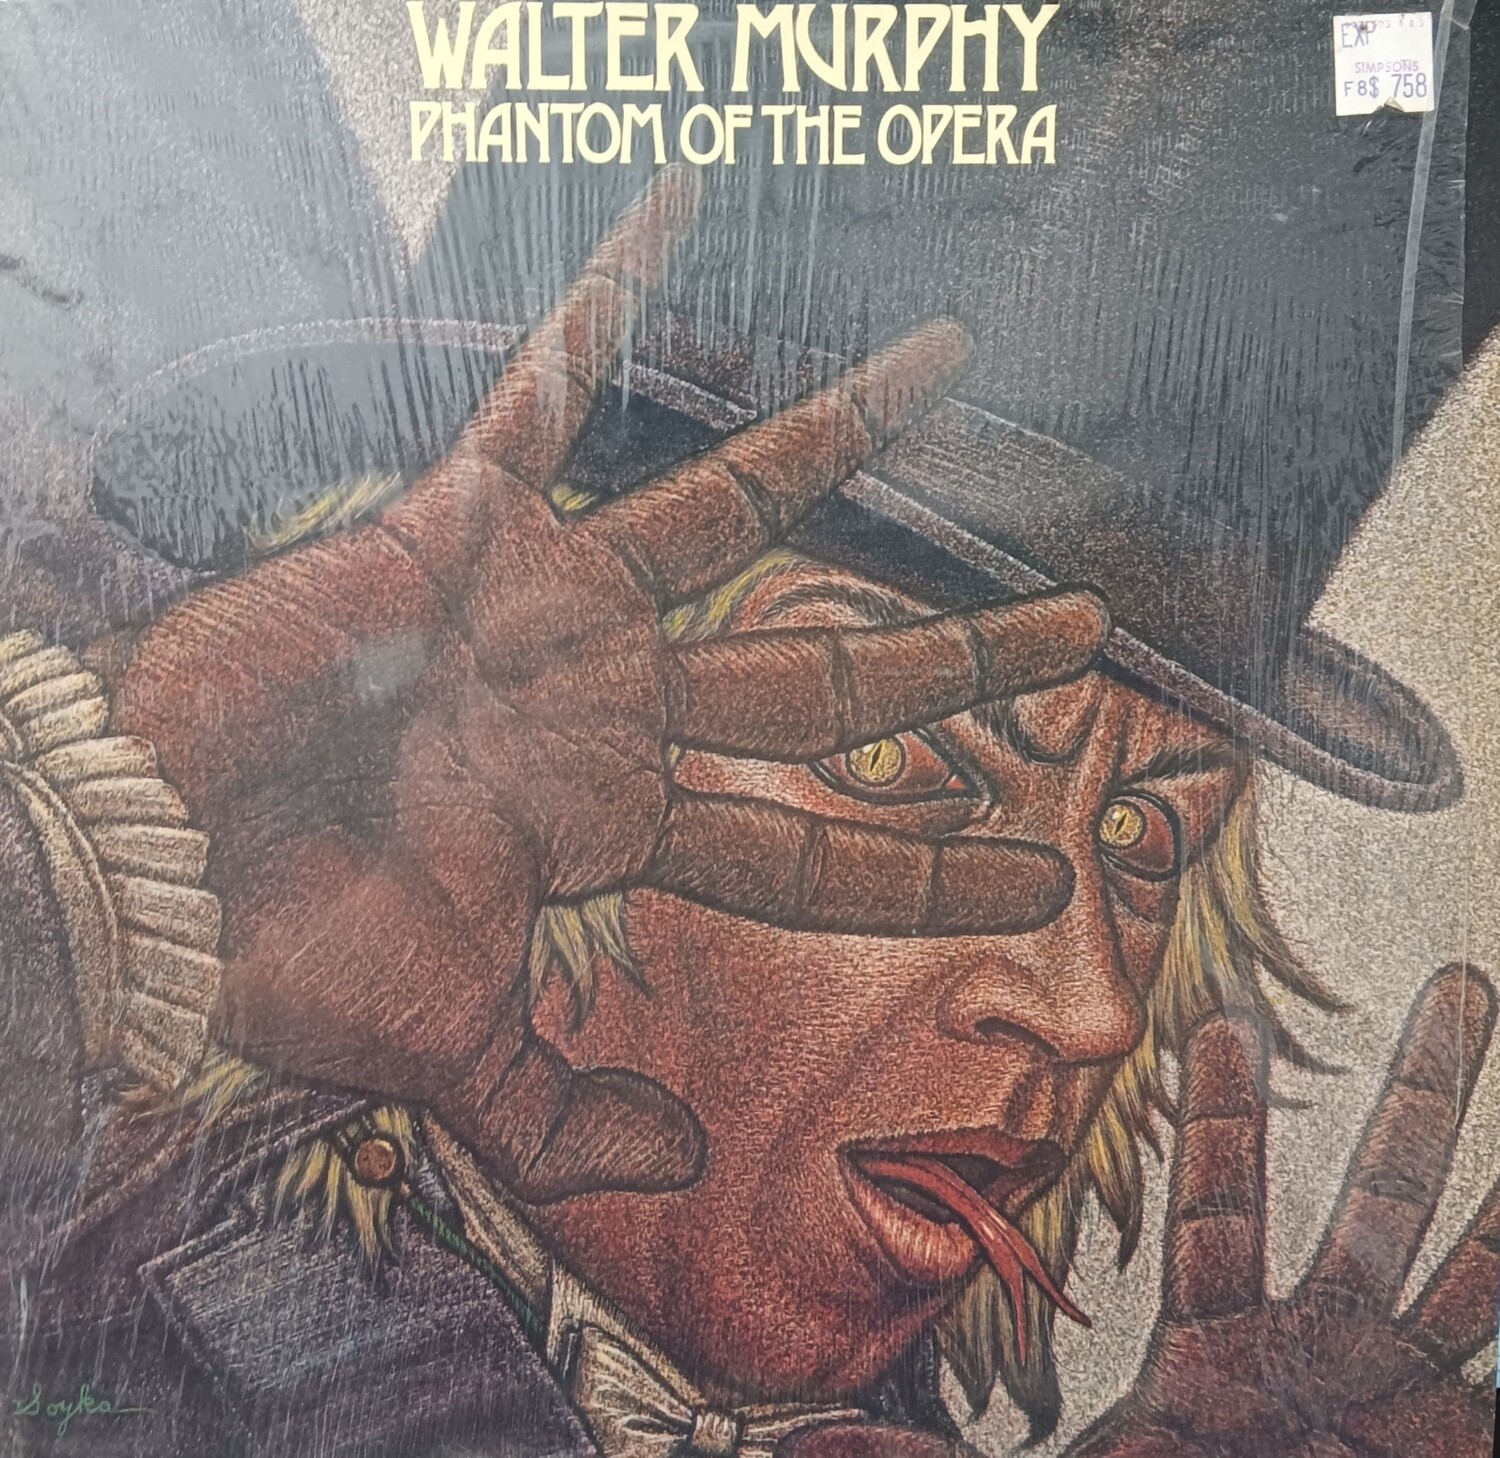 WALTER MURPHY
PHANTOM OF THE OPERA
EXP
SIMPSONS
F8$ 758
Soyka